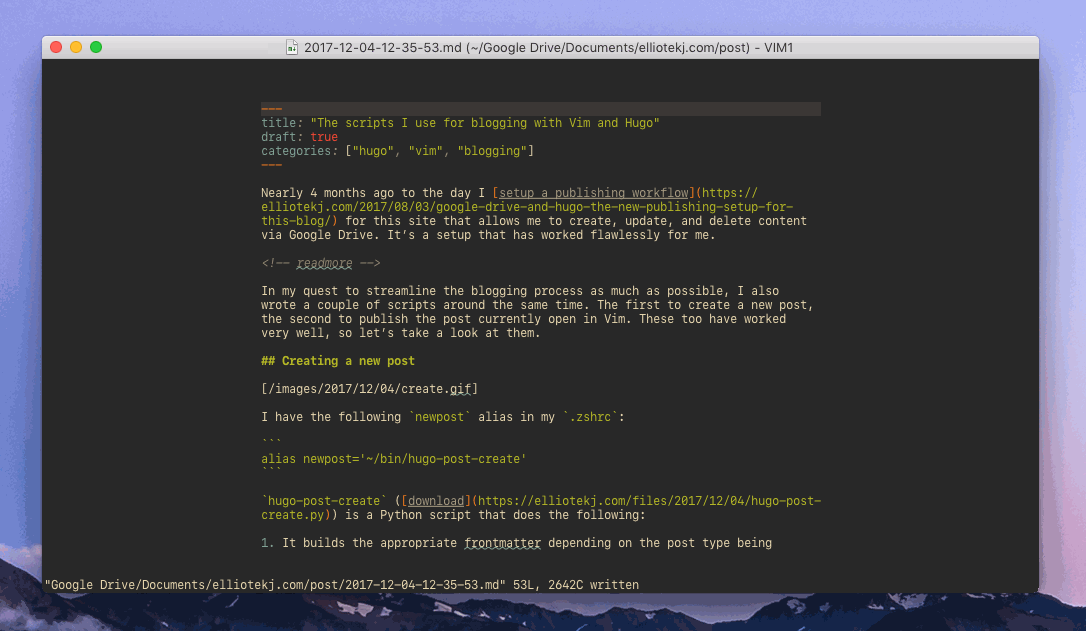 2017-12-04-12-35-53.md (~/Google Drive/Documents/elliotekj.com/post) - VIM1
---
title: "The scripts I use for blogging with Vim and Hugo"
draft: true
categories: ["hugo", "vim", "blogging"]
---
Nearly 4 months ago to the day I [setup a publishing workflow](https://
elliotekj.com/2017/08/03/google-drive-and-hugo-the-new-publishing-setup-for-
this-blog/) for this site that allows me to create, update, and delete content
via Google Drive. It’s a setup that has worked flawlessly for me.
<!-- readmore -->
In my quest to streamline the blogging process as much as possible, I also
wrote a couple of scripts around the same time. The first to create a new post,
the second to publish the post currently open in Vim. These too have worked
very well, so let’s take a look at them.
## Creating a new post
[/images/2017/12/04/create.gif]
I have the following `newpost` alias in my `.zshrc`:
```
alias newpost='~/bin/hugo-post-create'
```
`hugo-post-create` ([download](https://elliotekj.com/files/2017/12/04/hugo-post-
create.py)) is a Python script that does the following:
1. It builds the appropriate frontmatter depending on the post type being
"Google Drive/Documents/elliotekj.com/post/2017-12-04-12-35-53.md" 53L, 2642C written